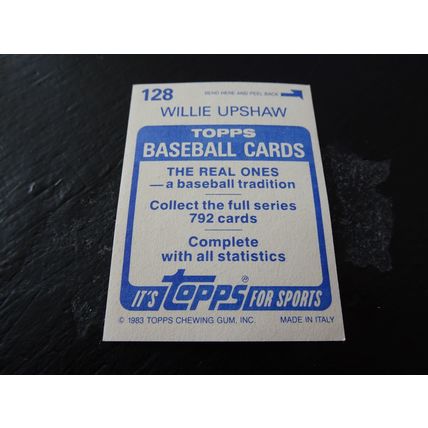 128 BEND HERE AND PEEL BACK
WILLIE UPSHAW
TOPPS
BASEBALL CARDS
THE REAL ONES
—a baseball tradition
Collect the full series
792 cards
Complete
with all statistics
IT'S topps® FOR SPORTS
© 1983 TOPPS CHEWING GUM, INC. MADE IN ITALY